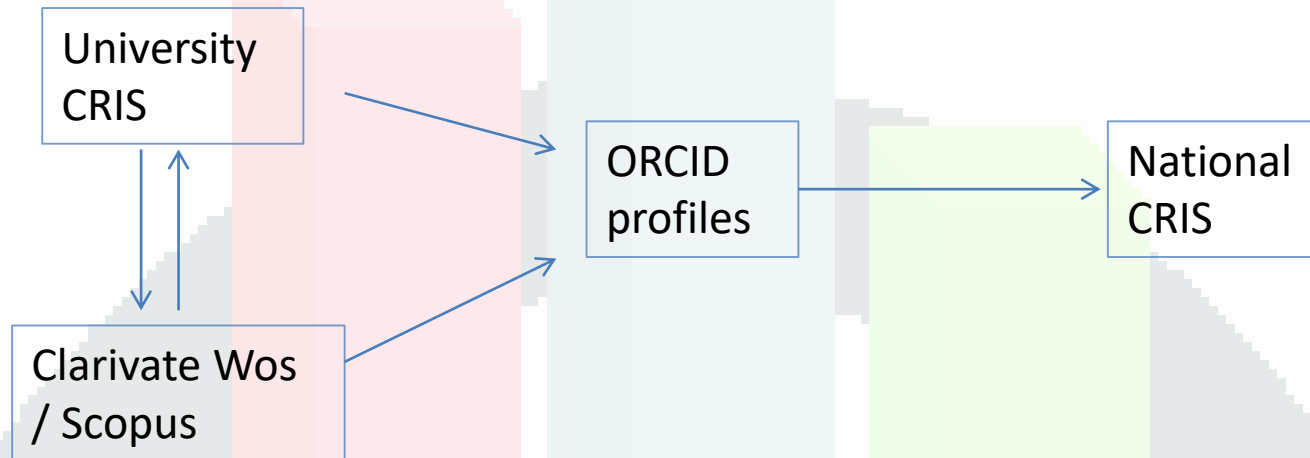 University
CRIS
ORCID
profiles
National
CRIS
Clarivate Wos
/ Scopus